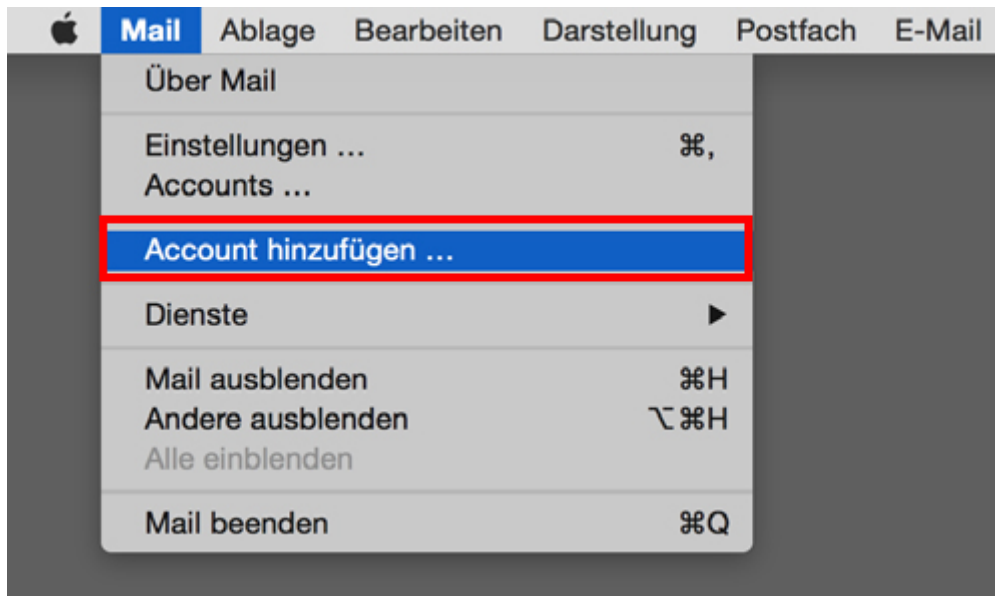 Mail Ablage Bearbeiten Darstellung Postfach E-Mail
Über Mail
Einstellungen ... ⌘,
Accounts ...
Account hinzufügen ...
Dienste ▶
Mail ausblenden ⌘H
Andere ausblenden ⌥⌘H
Alle einblenden
Mail beenden ⌘Q